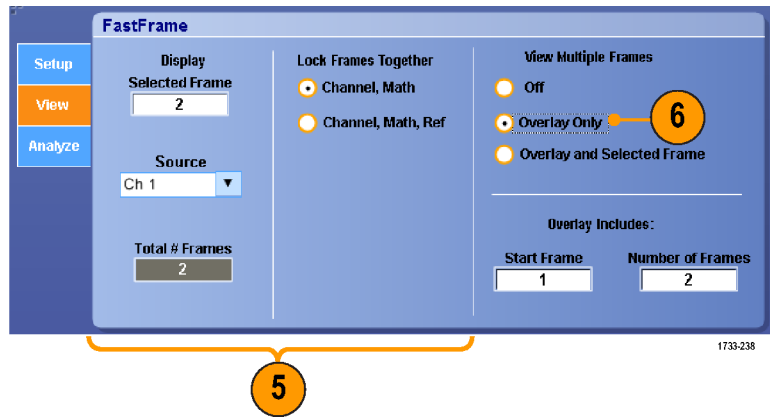 FastFrame
Setup
View
Analyze
Display
Selected Frame
2
Source
Ch 1
Total # Frames
2
Lock Frames Together
Channel, Math
Channel, Math, Ref
View Multiple Frames
Off
Overlay Only
6
Overlay and Selected Frame
Overlay Includes:
Start Frame
1
Number of Frames
2
1733-238
5